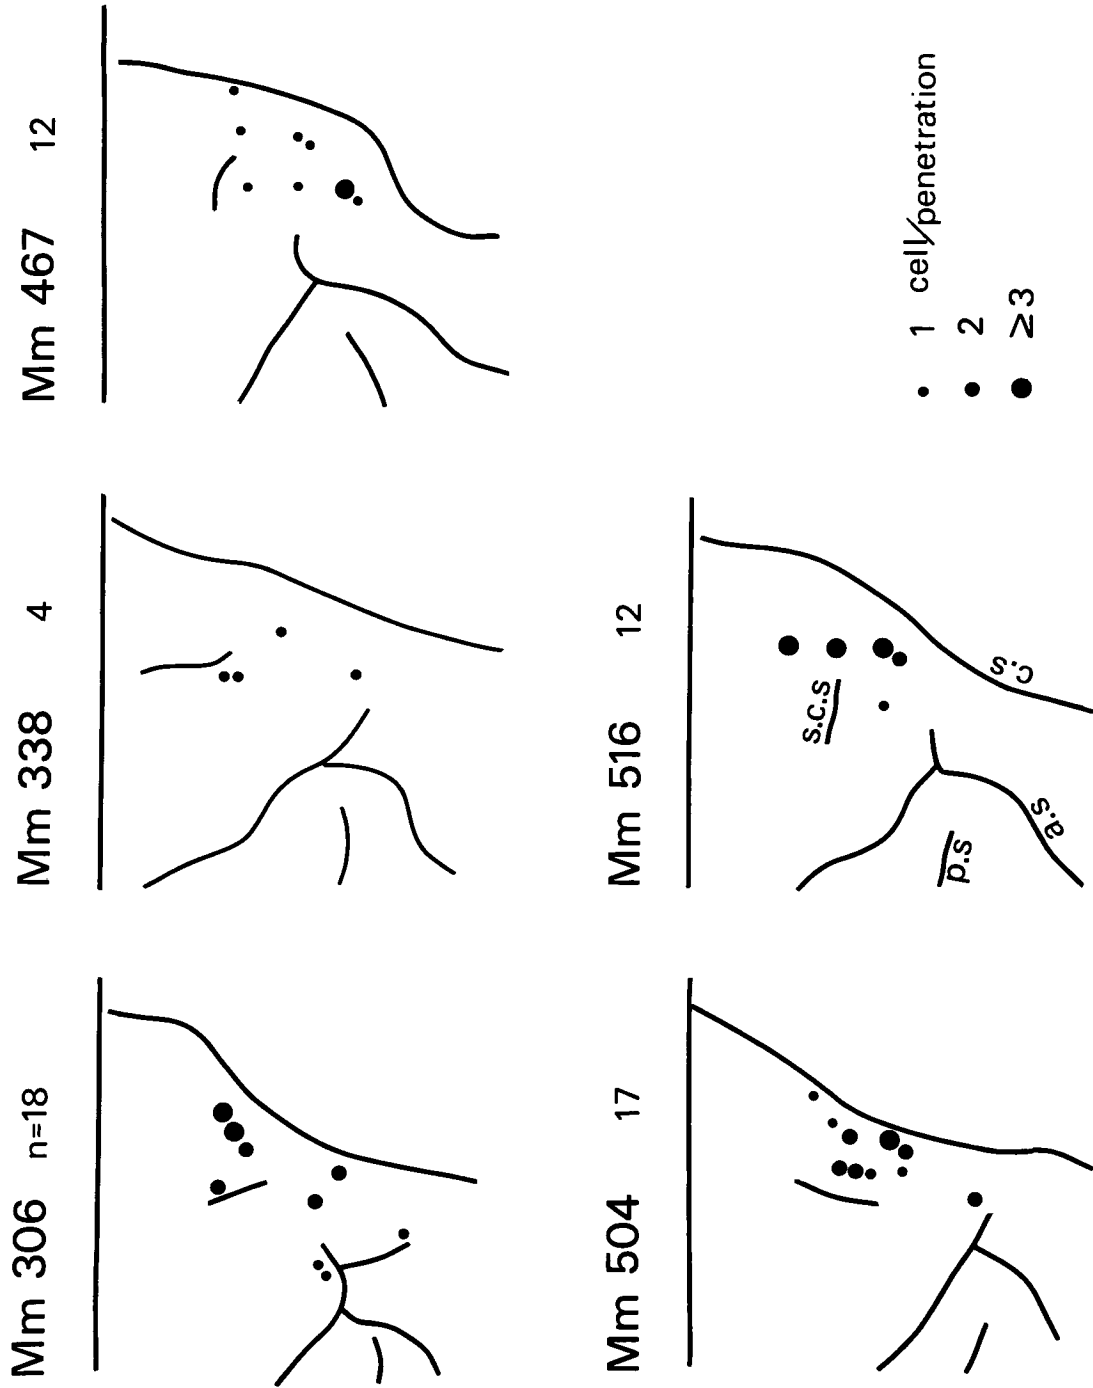 Mm 306 n=18
Mm 338 4
Mm 467 12
Mm 504 17
Mm 516 12
s.c.s
c.s
p.s
a.s
1 cell/penetration
2
≥3